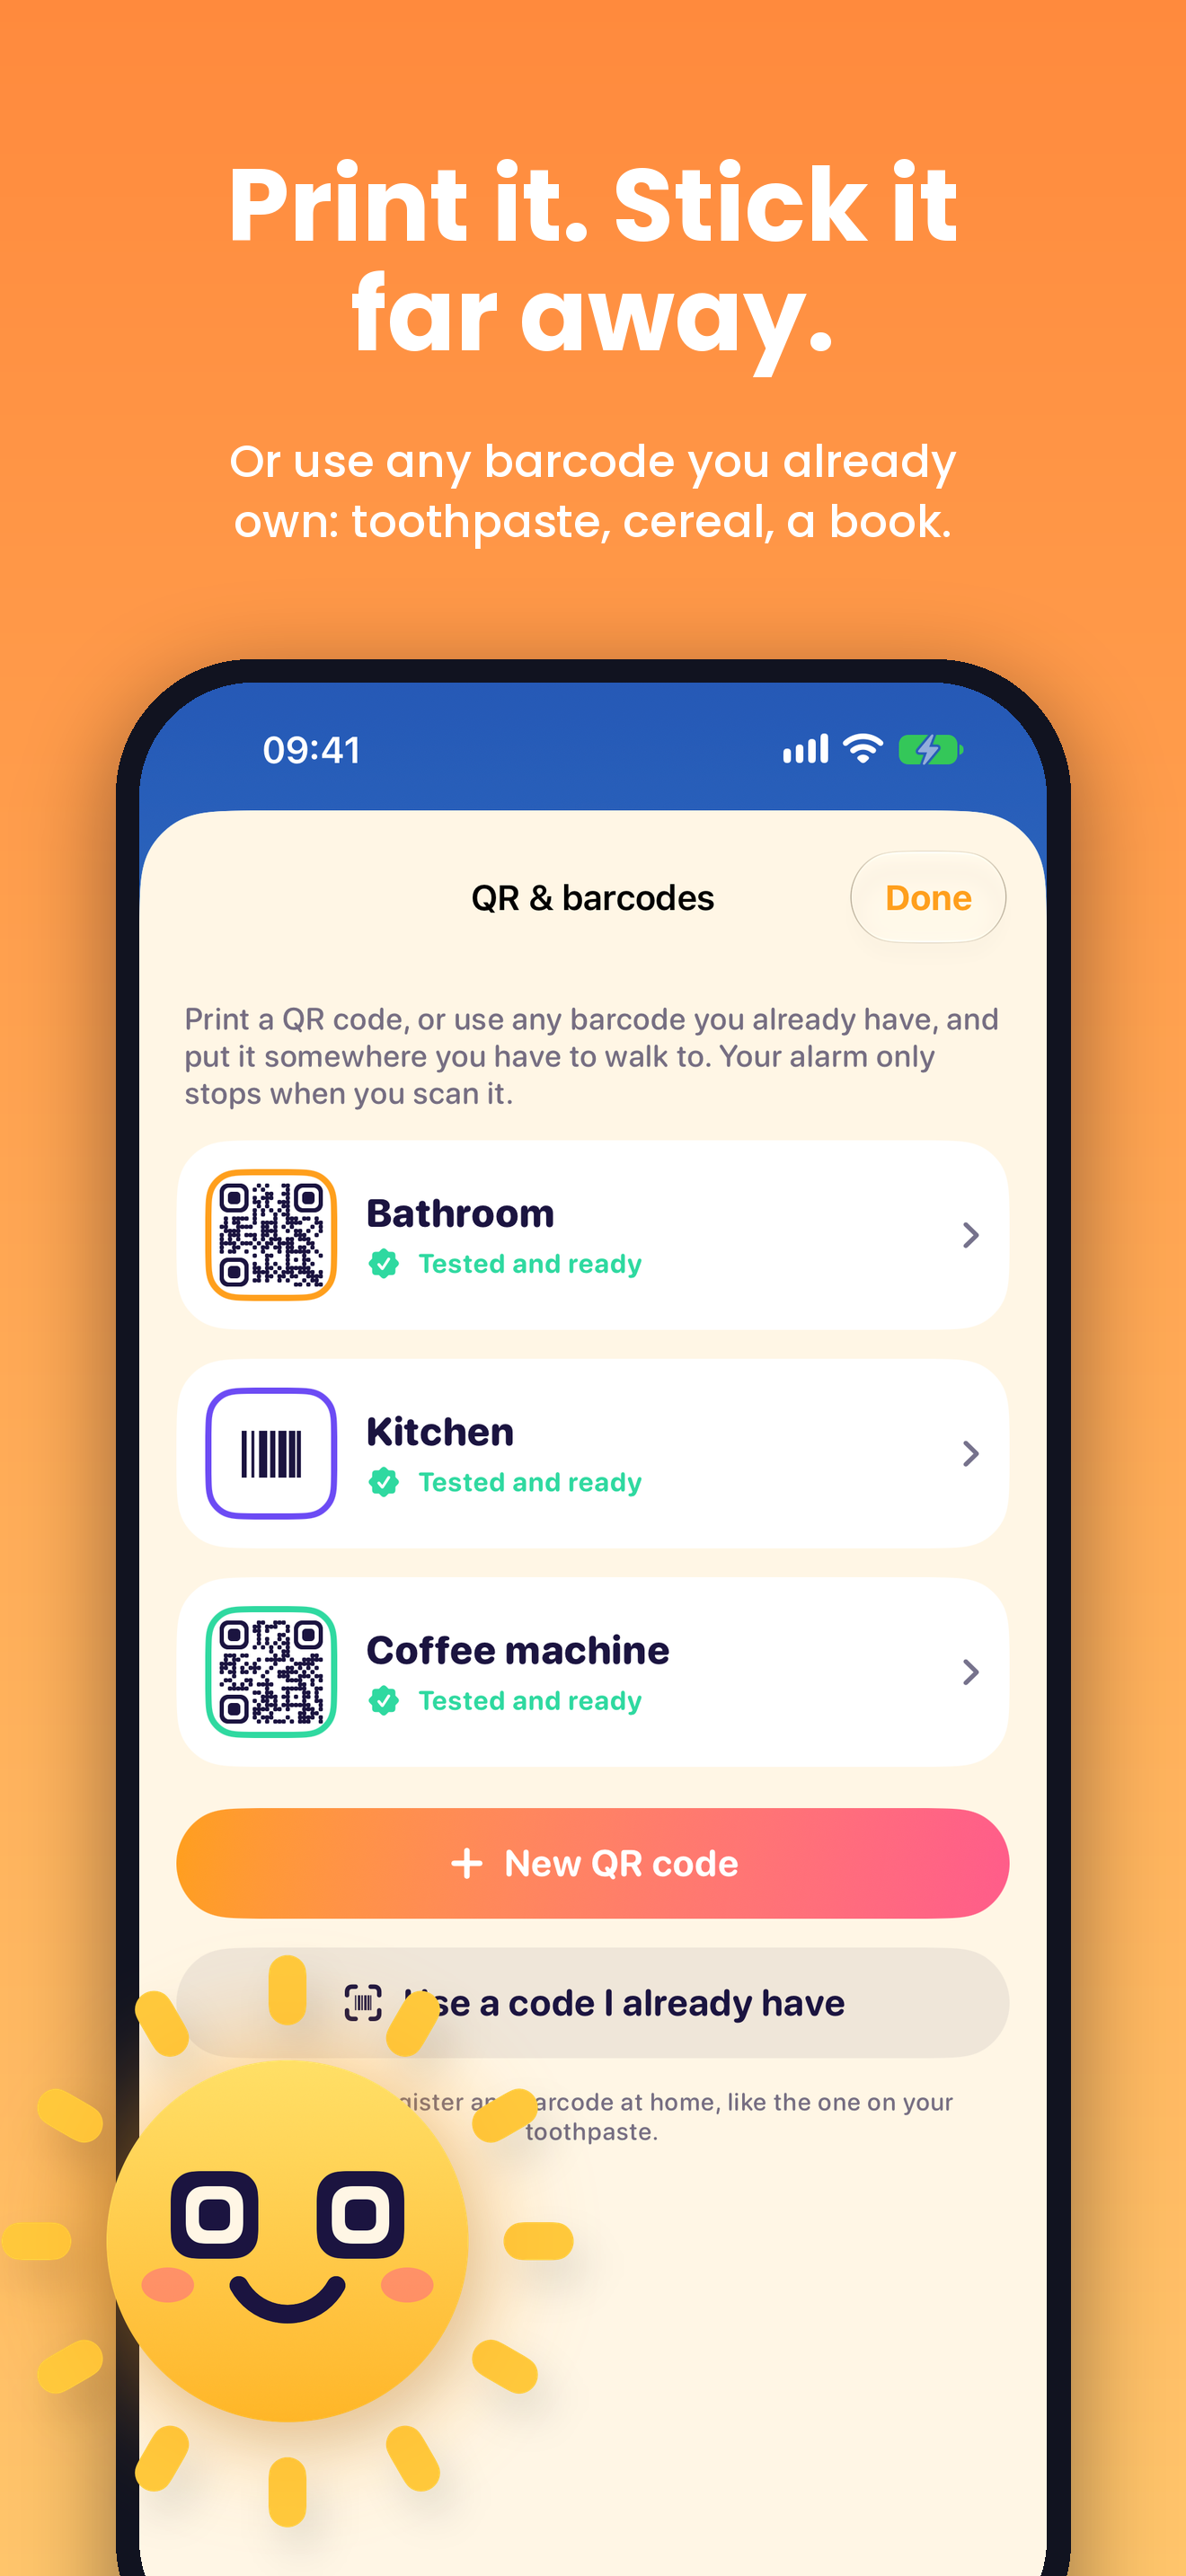 Print it. Stick it
far away.
Or use any barcode you already
own: toothpaste, cereal, a book.
09:41
QR & barcodes
Done
Print a QR code, or use any barcode you already have, and
put it somewhere you have to walk to. Your alarm only
stops when you scan it.
Bathroom
Tested and ready
Kitchen
Tested and ready
Coffee machine
Tested and ready
+ New QR code
Use a code I already have
at home, like the one on your
toothpaste.